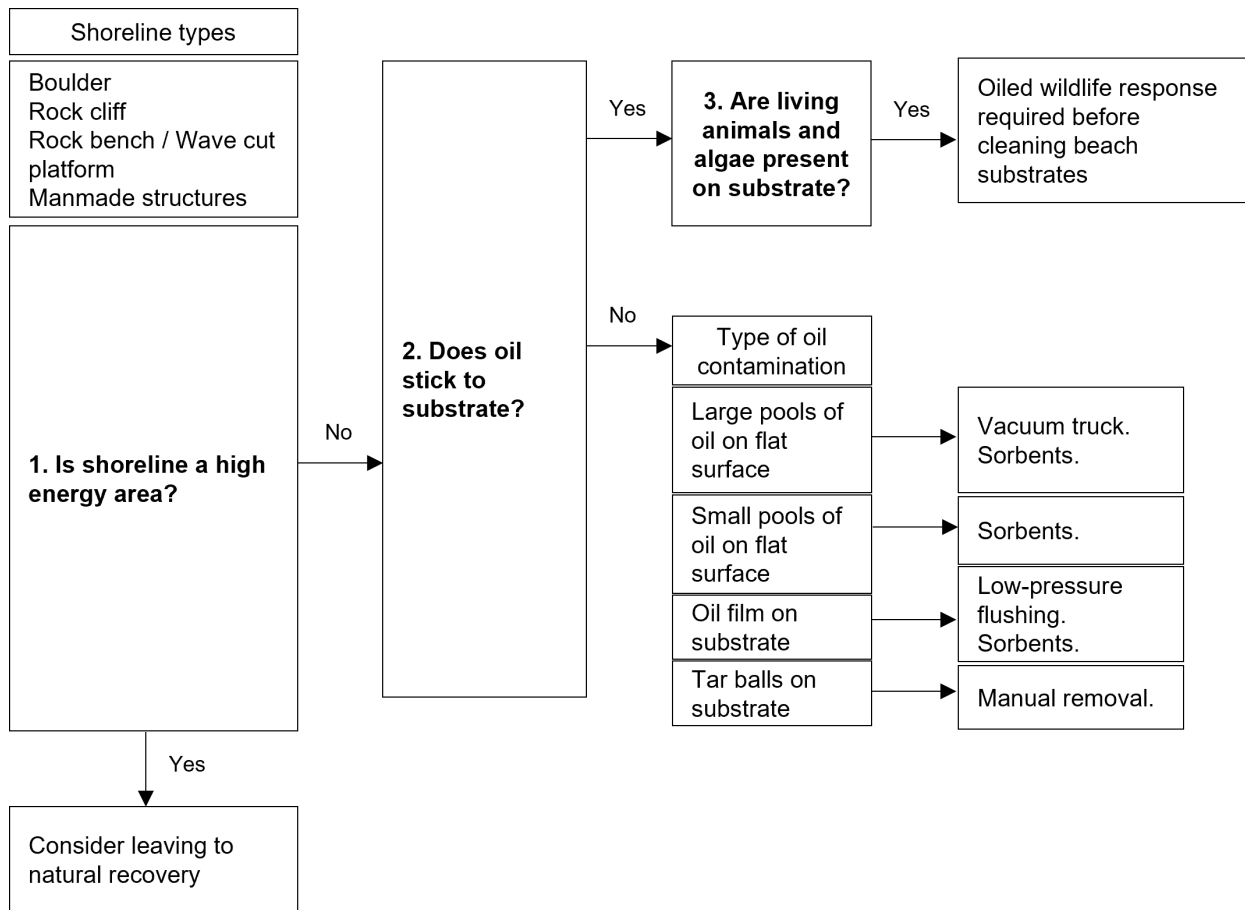 Shoreline types
Boulder
Rock cliff
Rock bench / Wave cut
platform
Manmade structures
1. Is shoreline a high
energy area?
Yes
Consider leaving to
natural recovery
No
2. Does oil
stick to
substrate?
Yes
3. Are living
animals and
algae present
on substrate?
Yes
Oiled wildlife response
required before
cleaning beach
substrates
No
Type of oil
contamination
Large pools of
oil on flat
surface
Vacuum truck.
Sorbents.
Small pools of
oil on flat
surface
Sorbents.
Oil film on
substrate
Low-pressure
flushing.
Sorbents.
Tar balls on
substrate
Manual removal.